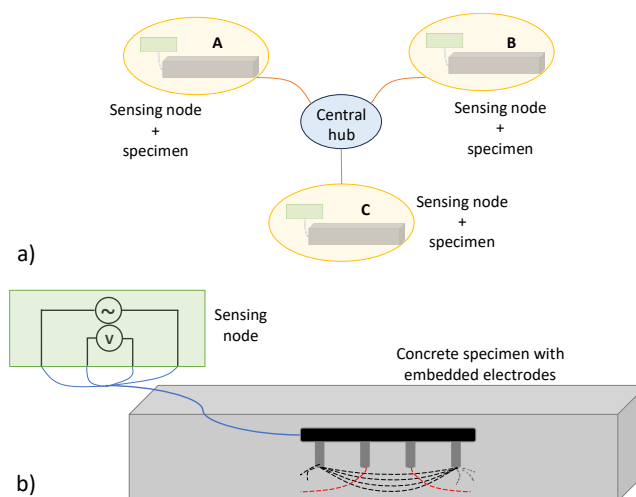 A
B
Sensing node
+
specimen
Central
hub
Sensing node
+
specimen
C
Sensing node
+
specimen
a)
~
V
Sensing
node
Concrete specimen with
embedded electrodes
b)